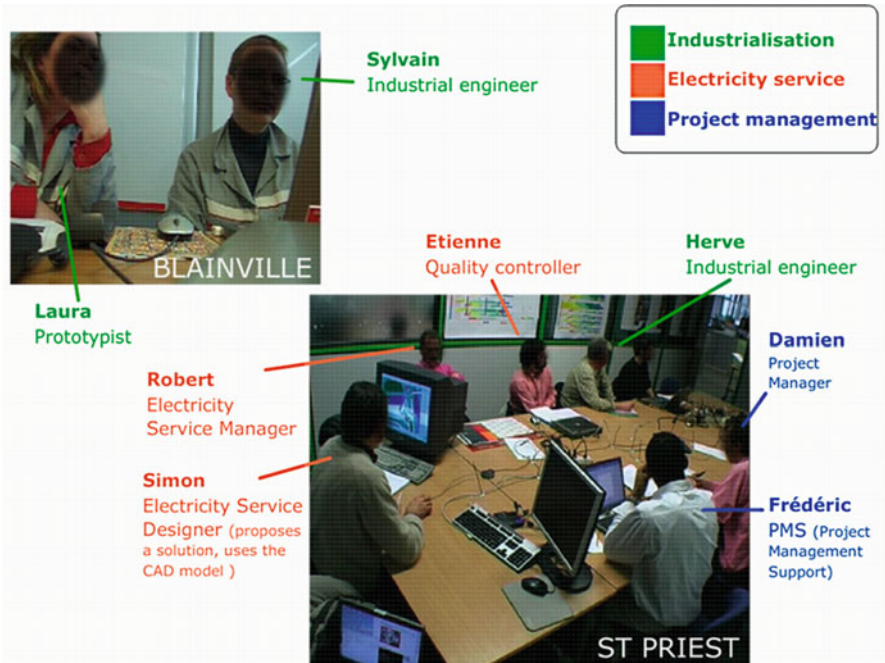 Industrialisation
Electricity service
Project management
Sylvain
Industrial engineer
BLAINVILLE
Laura
Prototypist
Etienne
Quality controller
Herve
Industrial engineer
Damien
Project
Manager
Robert
Electricity
Service Manager
Simon
Electricity Service
Designer (proposes
a solution, uses the
CAD model )
Frédéric
PMS (Project
Management
Support)
ST PRIEST